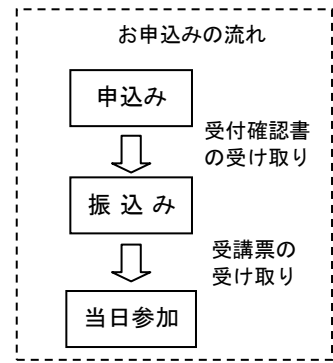 お申込みの流れ
申込み
受付確認書
の受け取り
振 込 み
受講票の
受け取り
当日参加